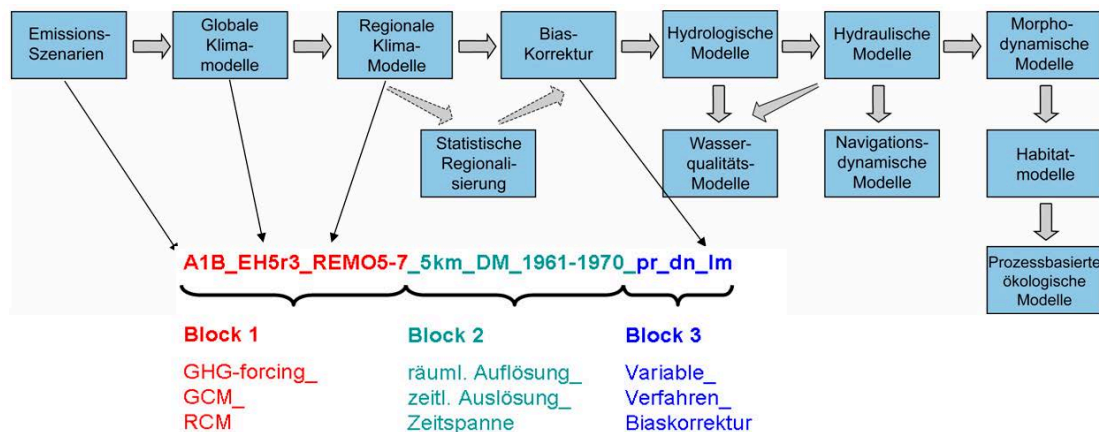 Emissions-
Szenarien
Globale
Klima-
modelle
Regionale
Klima-
Modelle
Bias-
Korrektur
Hydrologische
Modelle
Hydraulische
Modelle
Morpho-
dynamische
Modelle
Statistische
Regionali-
sierung
Wasser-
qualitäts-
Modelle
Navigations-
dynamische
Modelle
Habitat-
modelle
Prozessbasierte
ökologische
Modelle
A1B_EH5r3_REMO5-7_5km_DM_1961-1970_pr_dn_lm
Block 1
GHG-forcing_
GCM_
RCM
Block 2
räuml. Auflösung_
zeitl. Auslösung_
Zeitspanne
Block 3
Variable_
Verfahren_
Biaskorrektur